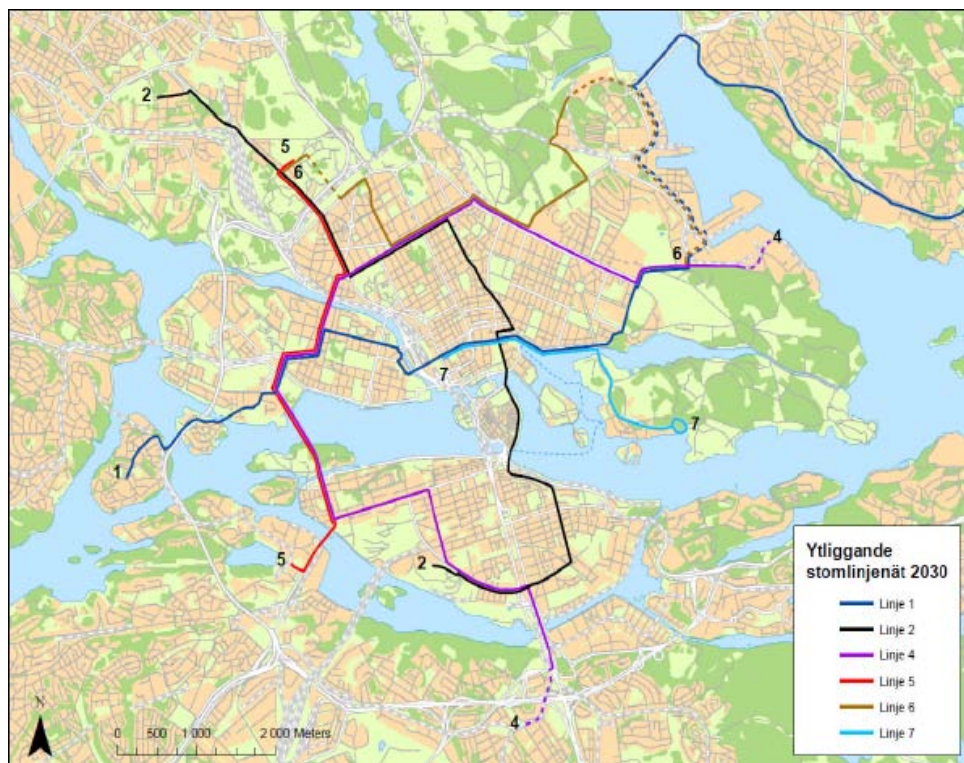 2
5
6
4
6
7
7
1
5
2
4
N
0 500 1 000 2 000 Meters
Ytliggande
stomlinjenät 2030
Linje 1
Linje 2
Linje 4
Linje 5
Linje 6
Linje 7